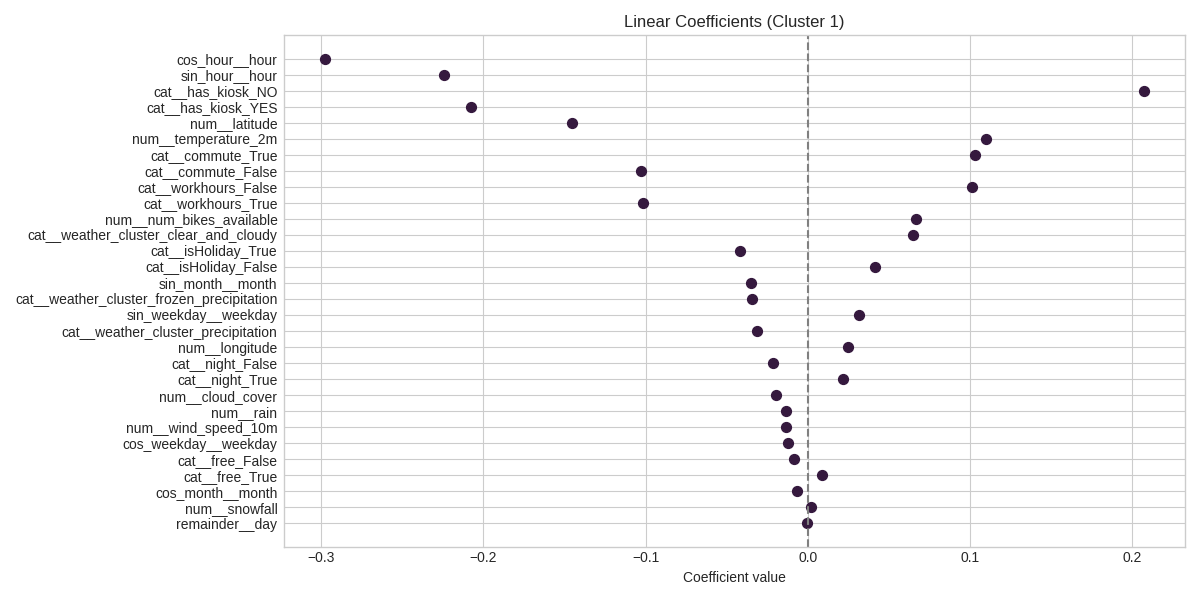 Linear Coefficients (Cluster 1)
cos_hour__hour
sin_hour__hour
cat__has_kiosk_NO
cat__has_kiosk_YES
num__latitude
num__temperature_2m
cat__commute_True
cat__commute_False
cat__workhours_False
cat__workhours_True
num__num_bikes_available
cat__weather_cluster_clear_and_cloudy
cat__isHoliday_True
cat__isHoliday_False
sin_month__month
cat__weather_cluster_frozen_precipitation
sin_weekday__weekday
cat__weather_cluster_precipitation
num__longitude
cat__night_False
cat__night_True
num__cloud_cover
num__rain
num__wind_speed_10m
cos_weekday__weekday
cat__free_False
cat__free_True
cos_month__month
num__snowfall
remainder__day
−0.3 −0.2 −0.1 0.0 0.1 0.2
Coefficient value